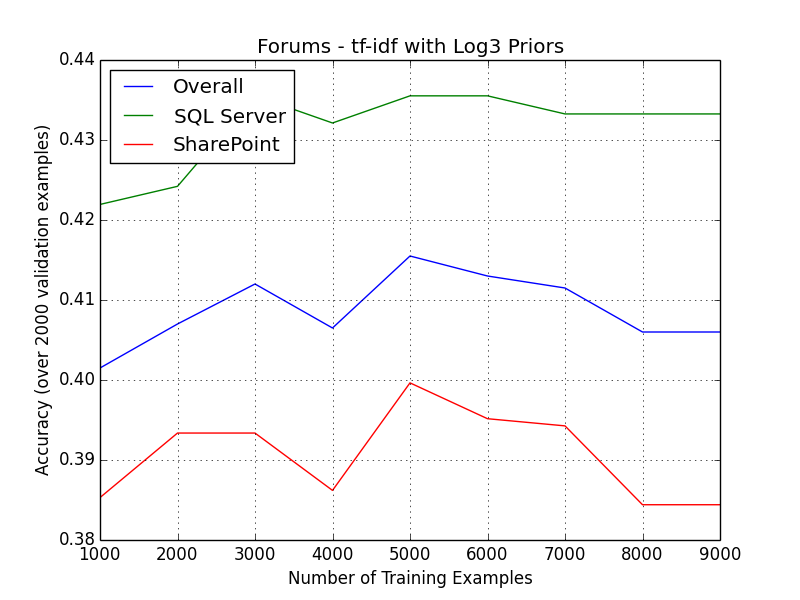 Forums - tf-idf with Log3 Priors
Overall
SQL Server
SharePoint
0.44
0.43
0.42
0.41
0.40
0.39
0.38
Accuracy (over 2000 validation examples)
1000 2000 3000 4000 5000 6000 7000 8000 9000
Number of Training Examples